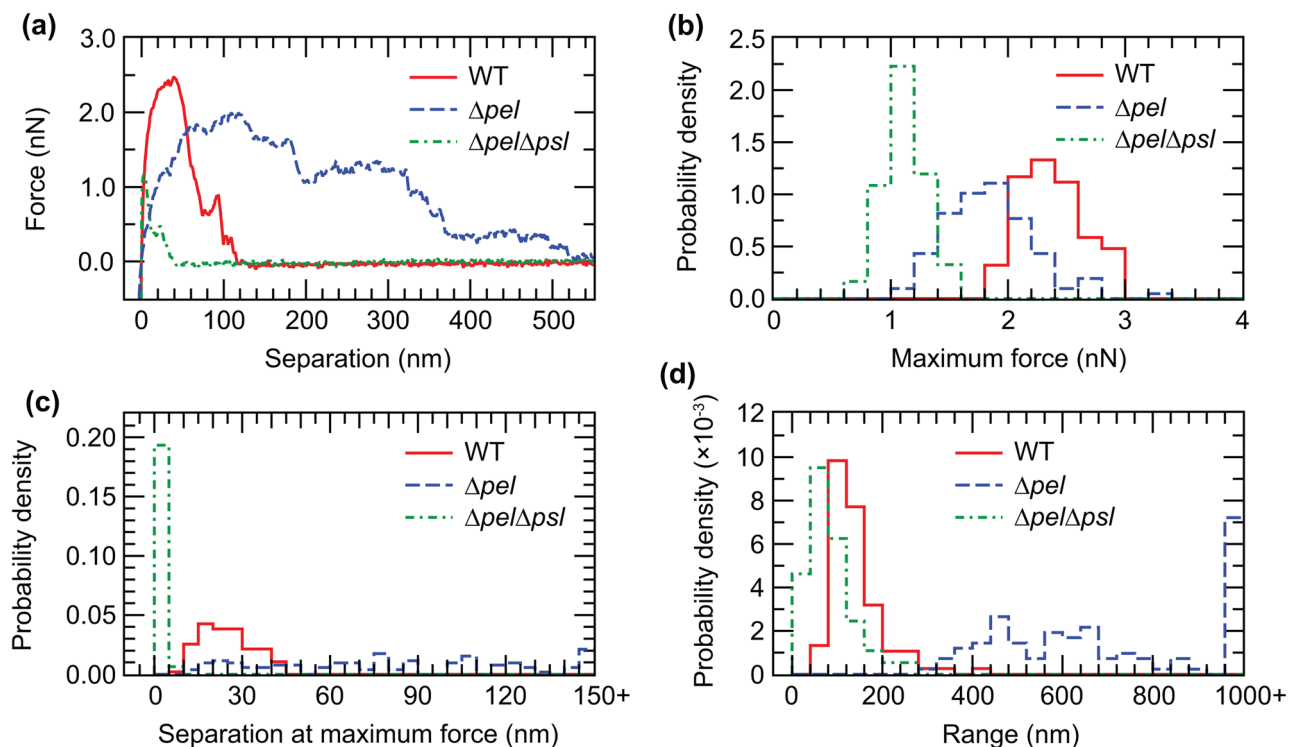 (a)
3.0
2.0
1.0
0.0
Force (nN)
WT
Δpel
ΔpelΔpsl
0 100 200 300 400 500
Separation (nm)
(b)
2.5
2.0
1.5
1.0
0.5
0.0
Probability density
WT
Δpel
ΔpelΔpsl
0 1 2 3 4
Maximum force (nN)
(c)
0.20
0.15
0.10
0.05
0.00
Probability density
WT
Δpel
ΔpelΔpsl
0 30 60 90 120 150+
Separation at maximum force (nm)
(d)
12
10
8
6
4
2
0
Probability density (×10⁻³)
WT
Δpel
ΔpelΔpsl
0 200 400 600 800 1000+
Range (nm)